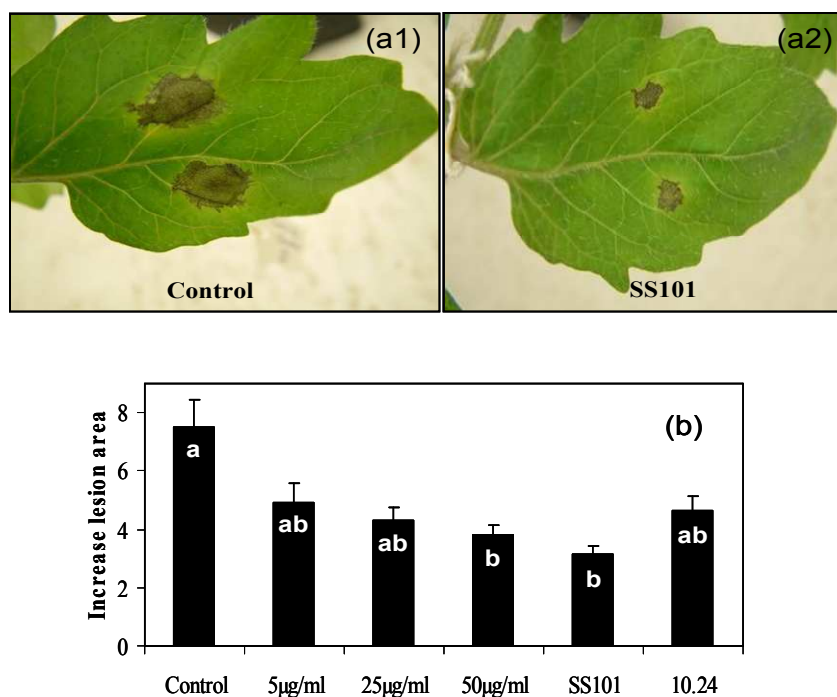 (a1)
(a2)
Control
SS101
(b)
Increase lesion area
8
6
4
2
0
a
ab
ab
b
b
ab
Control
5µg/ml
25µg/ml
50µg/ml
SS101
10.24